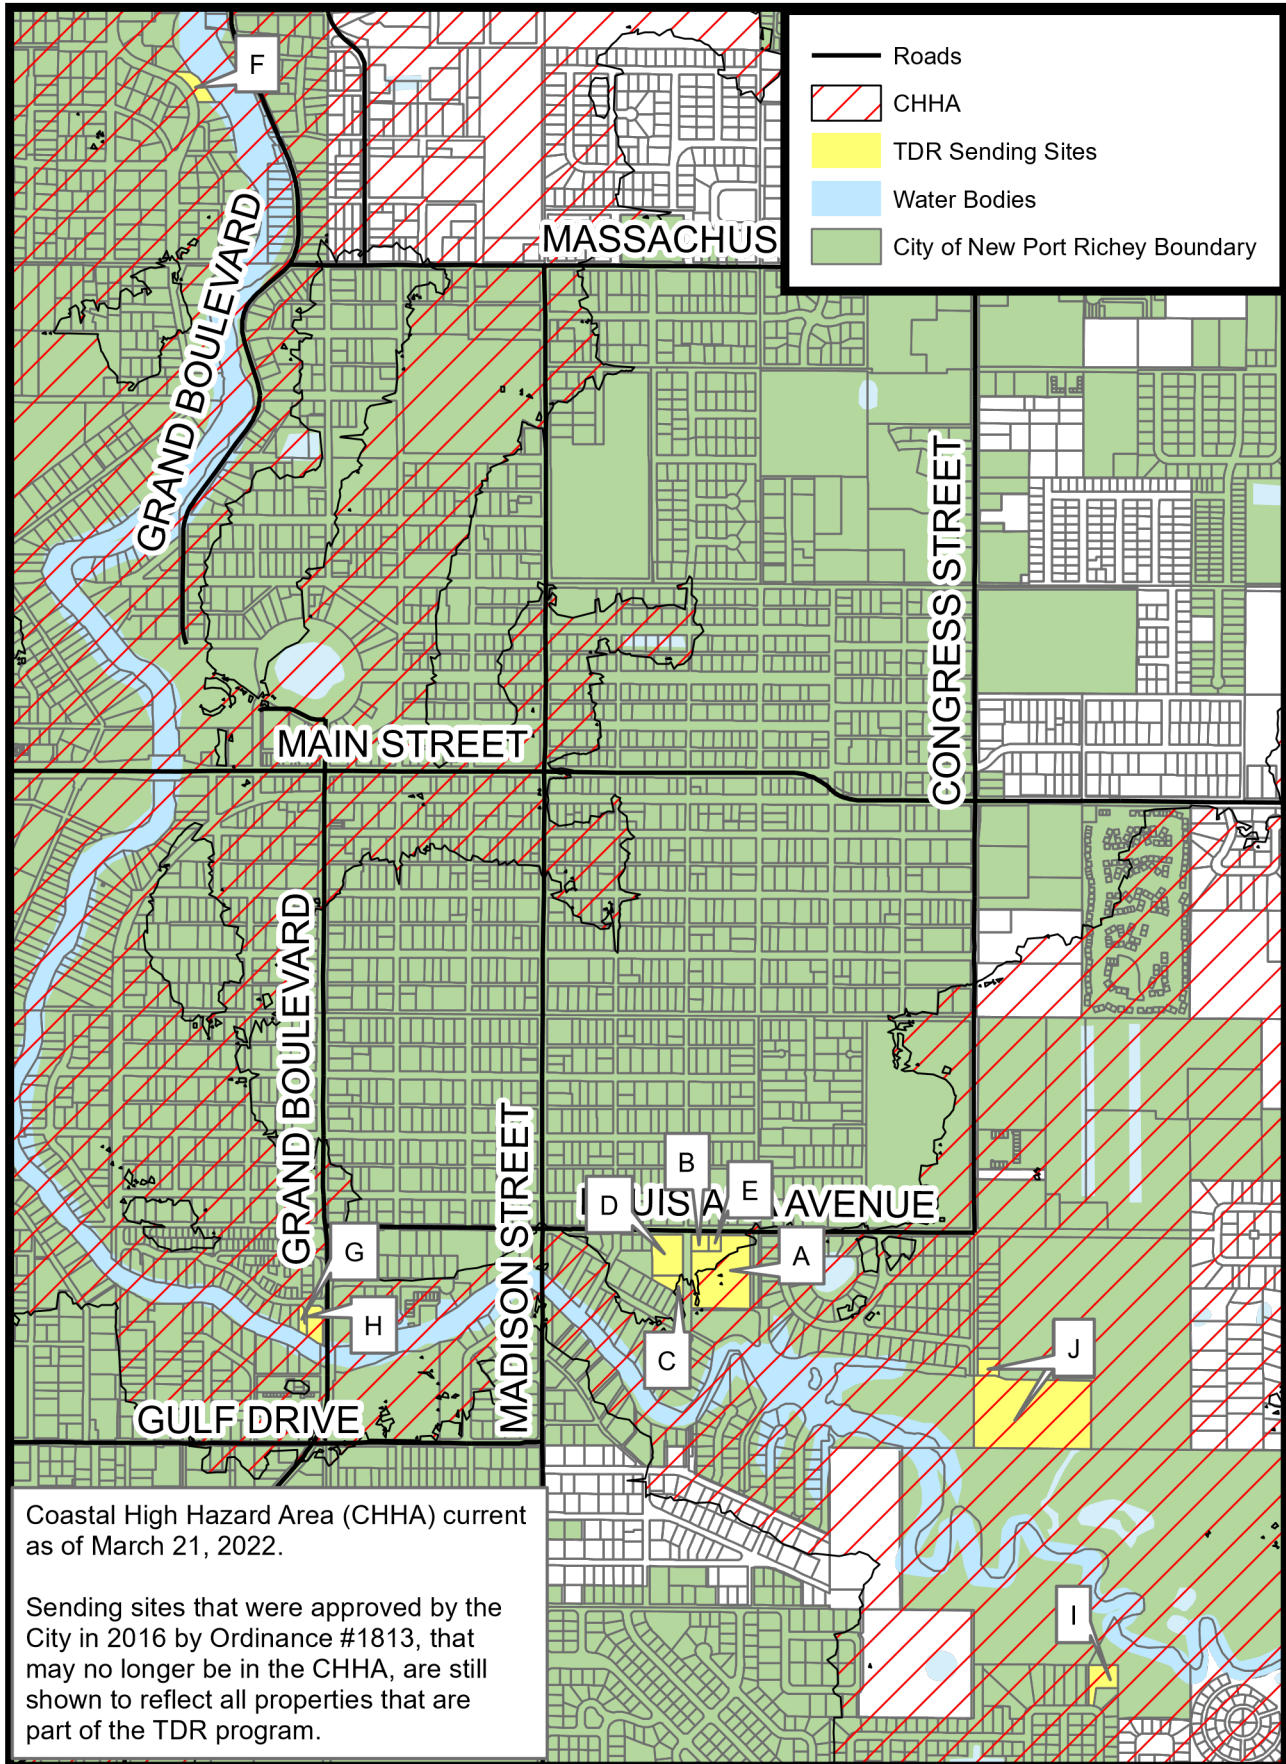 F
Roads
CHHA
TDR Sending Sites
Water Bodies
City of New Port Richey Boundary
MASSACHUS
GRAND BOULEVARD
CONGRESS STREET
MAIN STREET
GRAND BOULEVARD
MADISON STREET
B
E
D
UIS A A AVENUE
A
G
H
C
J
GULF DRIVE
I
Coastal High Hazard Area (CHHA) current
as of March 21, 2022.
Sending sites that were approved by the
City in 2016 by Ordinance #1813, that
may no longer be in the CHHA, are still
shown to reflect all properties that are
part of the TDR program.